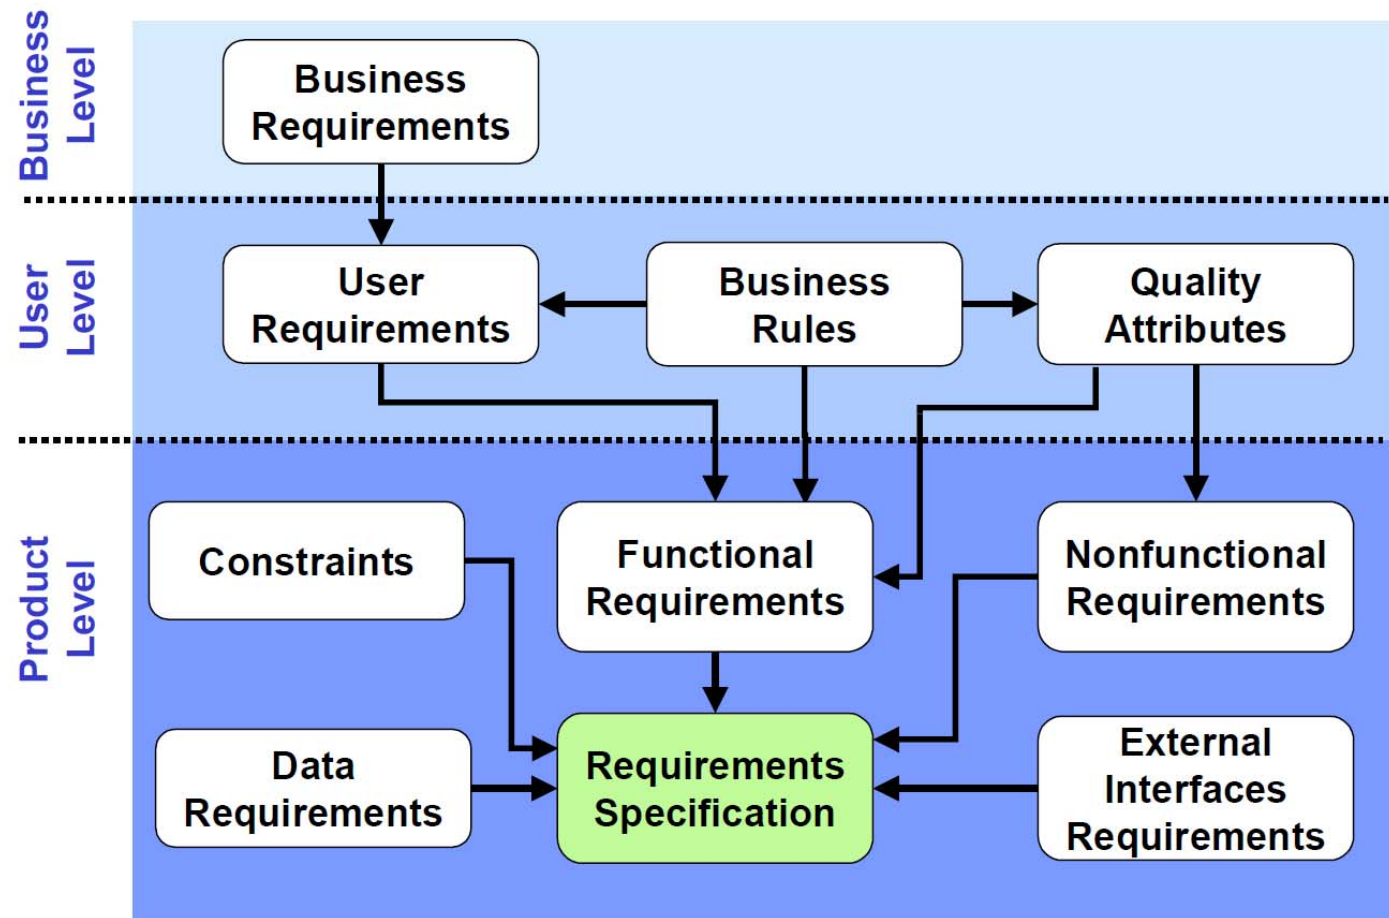 Business
Level
Business
Requirements
User
Level
User
Requirements
Business
Rules
Quality
Attributes
Product
Level
Constraints
Functional
Requirements
Nonfunctional
Requirements
Data
Requirements
Requirements
Specification
External
Interfaces
Requirements